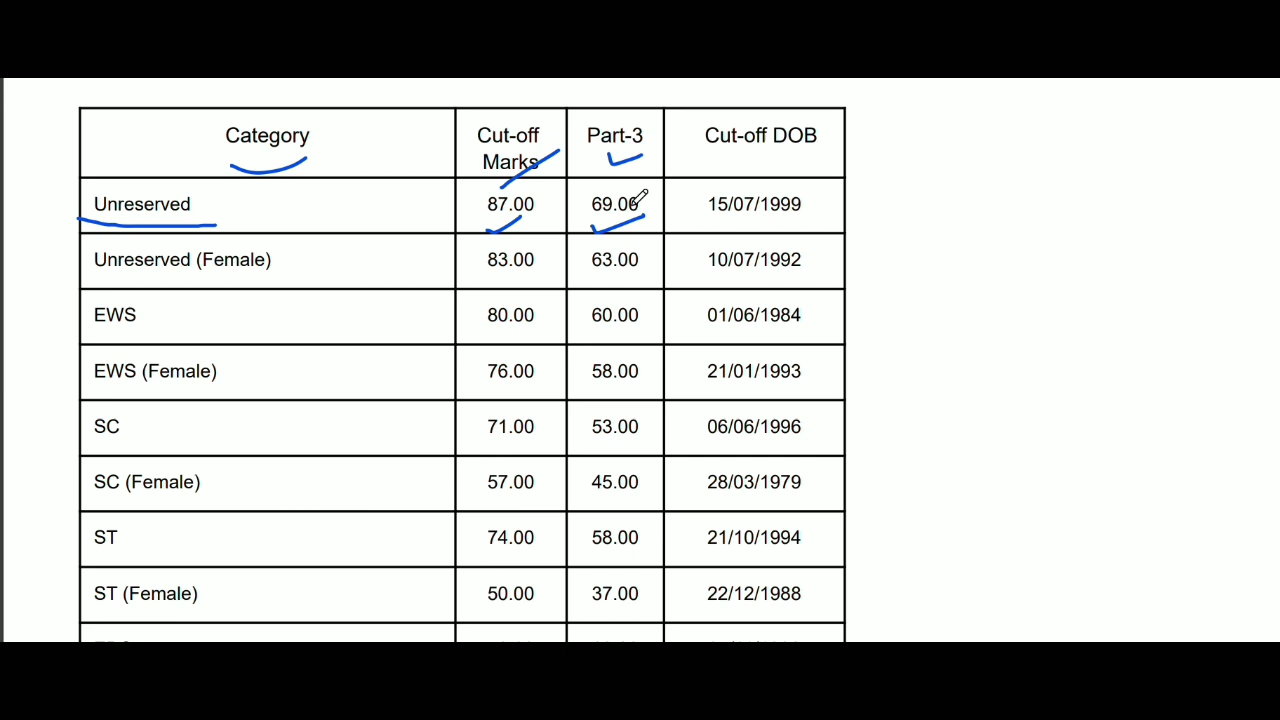 Category Cut-off Marks Part-3 Cut-off DOB
Unreserved 87.00 69.00 15/07/1999
Unreserved (Female) 83.00 63.00 10/07/1992
EWS 80.00 60.00 01/06/1984
EWS (Female) 76.00 58.00 21/01/1993
SC 71.00 53.00 06/06/1996
SC (Female) 57.00 45.00 28/03/1979
ST 74.00 58.00 21/10/1994
ST (Female) 50.00 37.00 22/12/1988